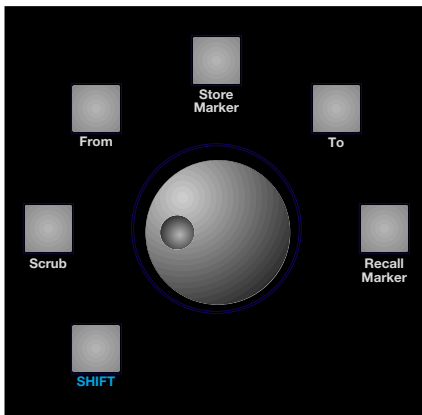 Store
Marker
From
To
Scrub
Recall
Marker
SHIFT